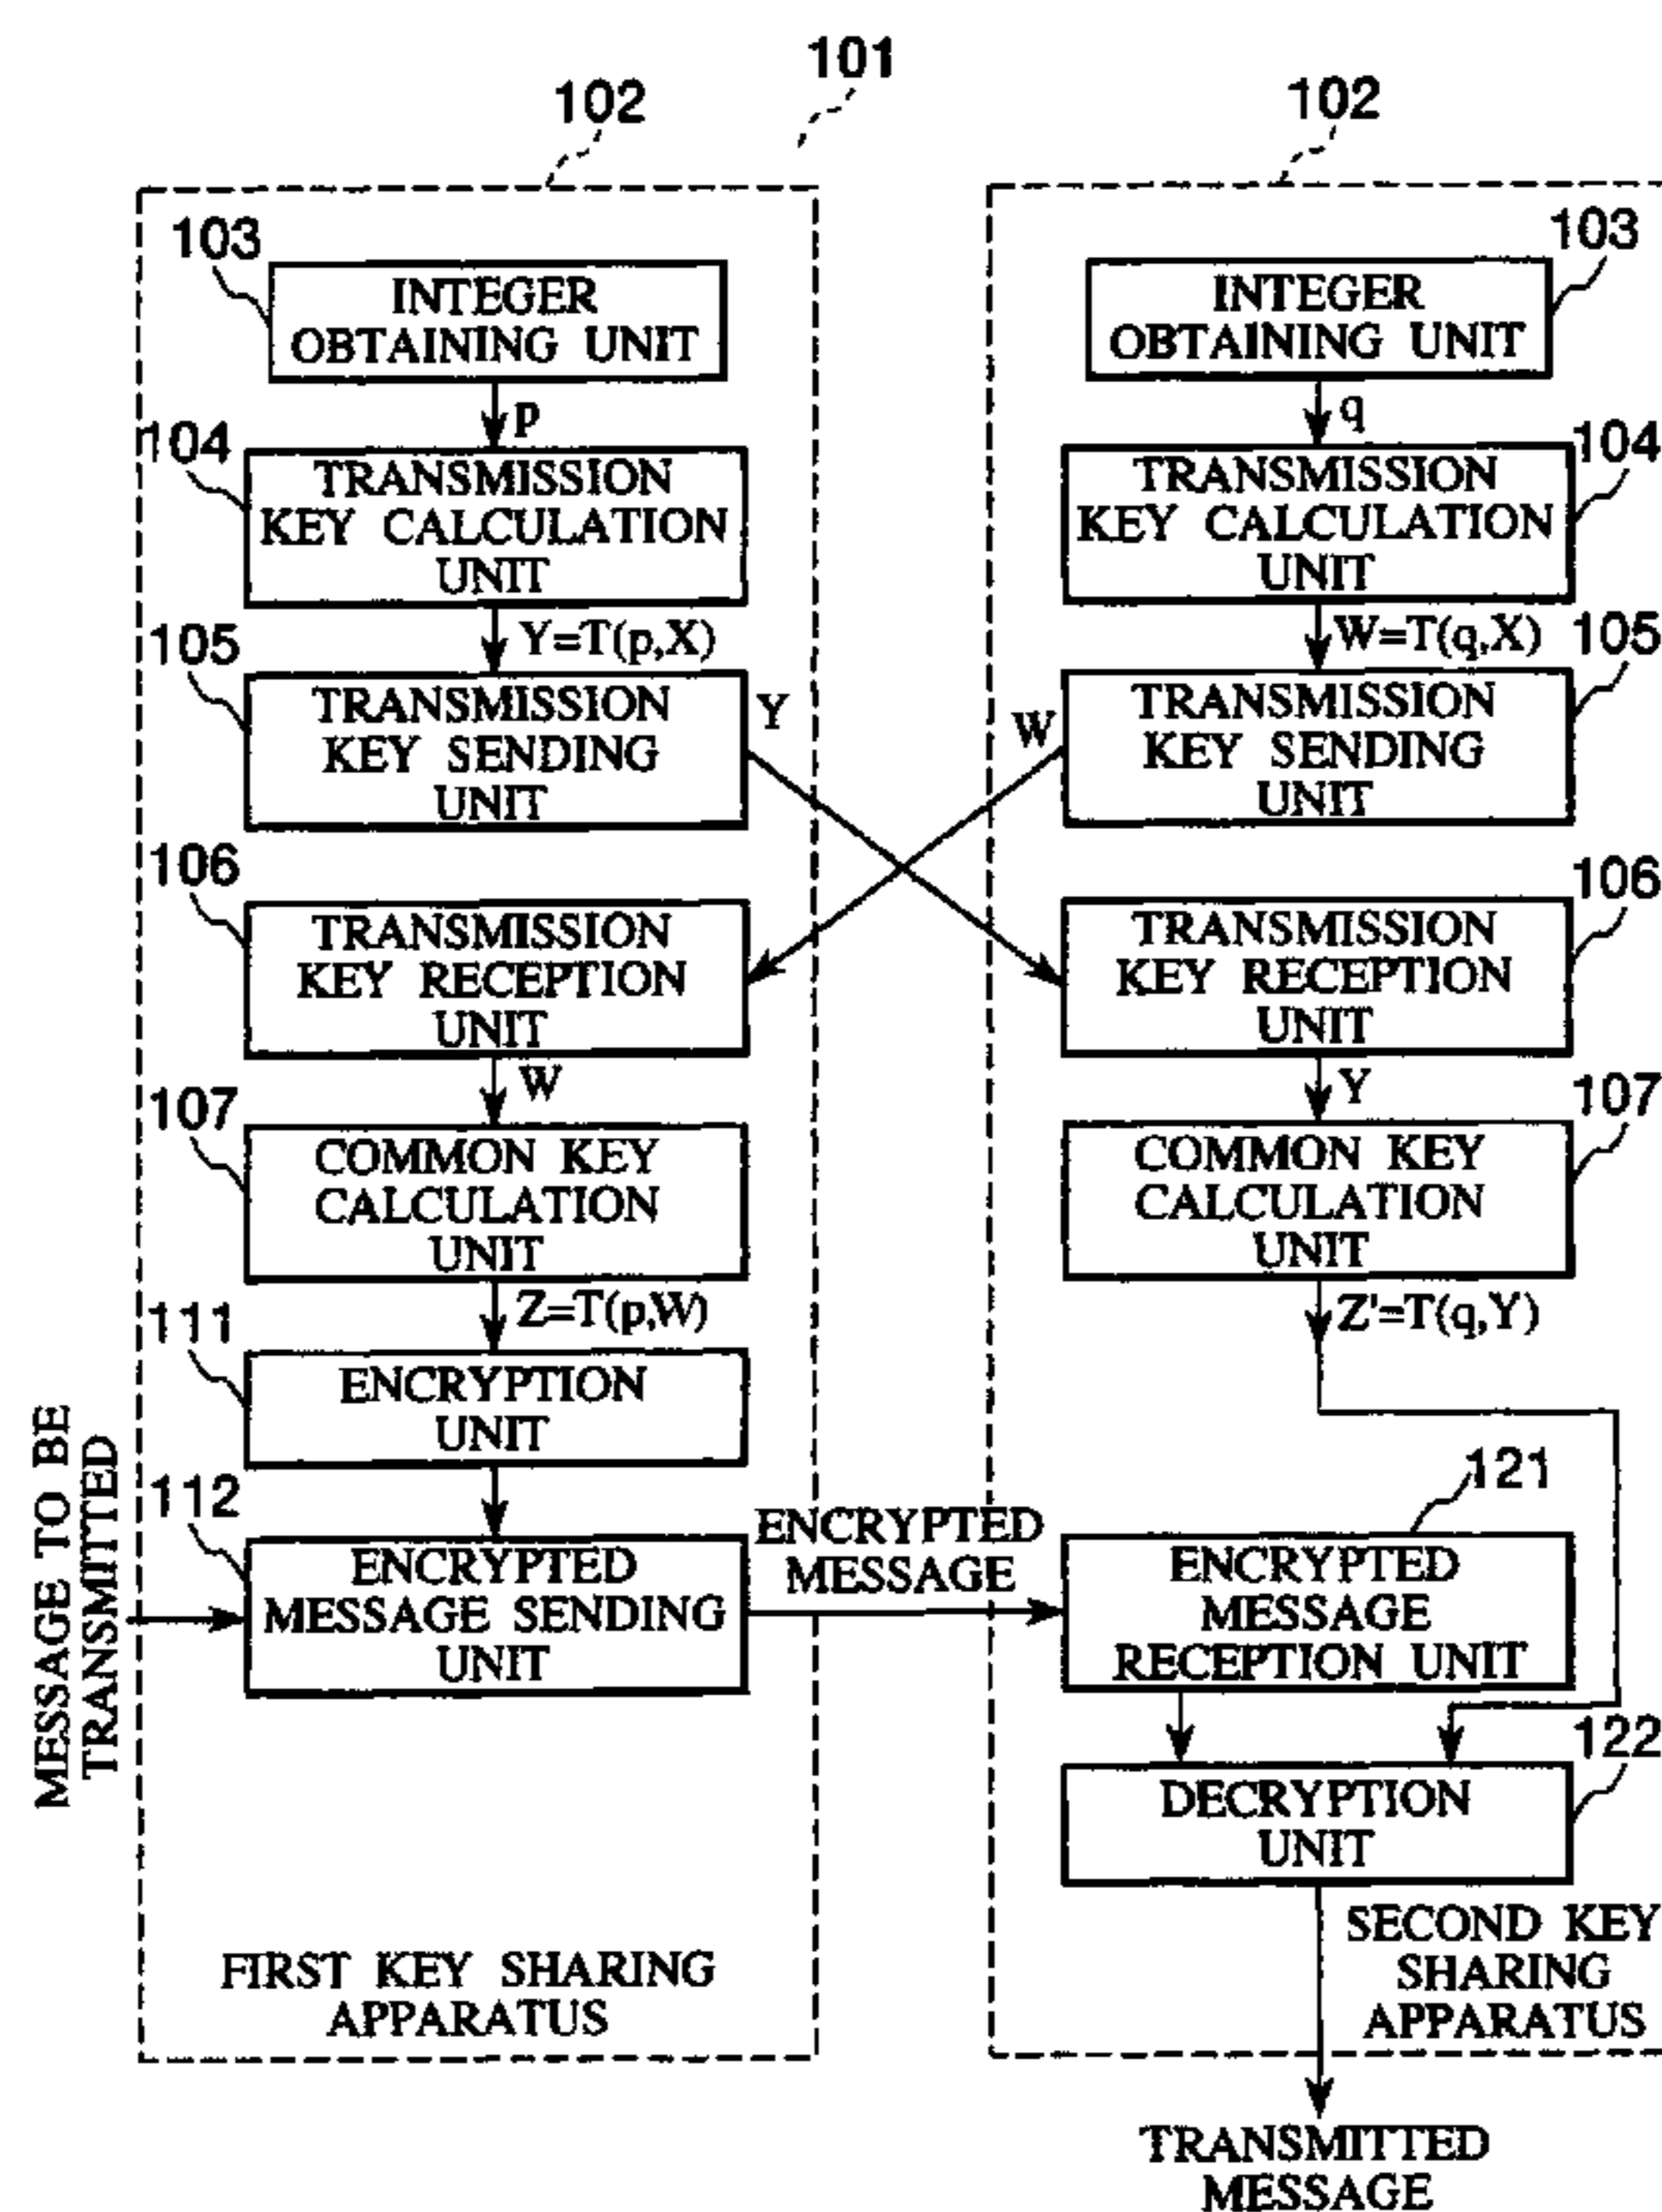 101
102
102
103
INTEGER
OBTAINING UNIT
p
104
TRANSMISSION
KEY CALCULATION
UNIT
Y=T(p,X)
105
TRANSMISSION
KEY SENDING
UNIT
Y
106
TRANSMISSION
KEY RECEPTION
UNIT
W
107
COMMON KEY
CALCULATION
UNIT
Z=T(p,W)
111
ENCRYPTION
UNIT
MESSAGE TO BE
TRANSMITTED
112
ENCRYPTED
MESSAGE SENDING
UNIT
FIRST KEY SHARING
APPARATUS
ENCRYPTED
MESSAGE
103
INTEGER
OBTAINING UNIT
q
104
TRANSMISSION
KEY CALCULATION
UNIT
W=T(q,X)
105
TRANSMISSION
KEY SENDING
UNIT
W
106
TRANSMISSION
KEY RECEPTION
UNIT
Y
107
COMMON KEY
CALCULATION
UNIT
Z'=T(q,Y)
121
ENCRYPTED
MESSAGE
RECEPTION UNIT
122
DECRYPTION
UNIT
SECOND KEY
SHARING
APPARATUS
TRANSMITTED
MESSAGE